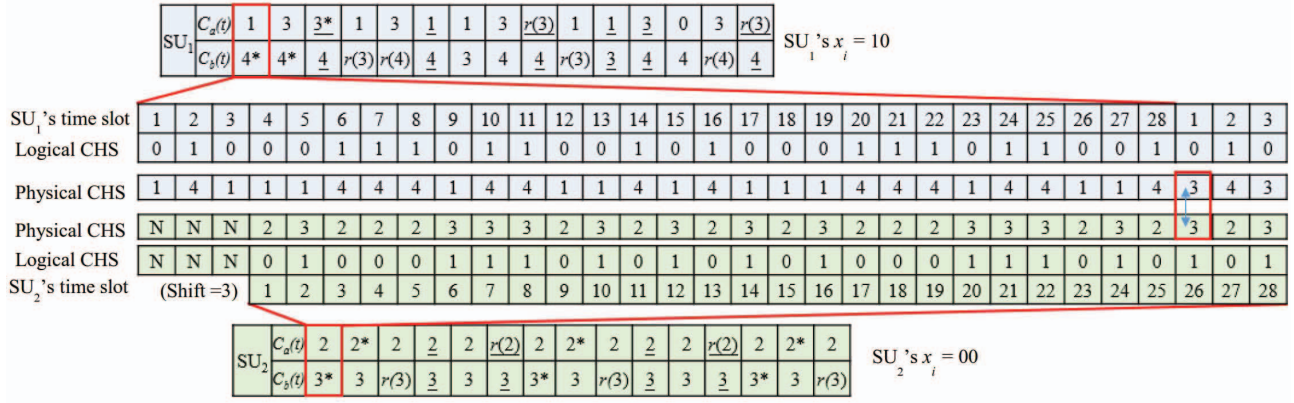 SU₁ Cₐ(t) 1 3 3* 1 3 1 1 3 r(3) 1 1 3 0 3 r(3)
C_b(t) 4* 4* 4 r(3) r(4) 4 3 4 4 r(3) 3 4 4 r(4) 4
SU₁'s xᵢ = 10
SU₁'s time slot 1 2 3 4 5 6 7 8 9 10 11 12 13 14 15 16 17 18 19 20 21 22 23 24 25 26 27 28 1 2 3
Logical CHS 0 1 0 0 0 1 1 1 0 1 1 0 0 1 0 1 0 0 0 1 1 1 0 1 1 0 0 1 0 1 0
Physical CHS 1 4 1 1 1 4 4 4 1 4 4 1 1 4 1 4 1 1 1 4 4 4 1 4 4 1 1 4 3 4 3
Physical CHS N N N 2 3 2 2 2 3 3 3 2 3 2 3 2 3 2 3 2 2 2 3 3 3 2 3 2 3 2 3
Logical CHS N N N 0 1 0 0 0 1 1 1 0 1 0 1 0 1 0 1 0 0 0 1 1 1 0 1 0 1 0 1
SU₂'s time slot (Shift =3) 1 2 3 4 5 6 7 8 9 10 11 12 13 14 15 16 17 18 19 20 21 22 23 24 25 26 27 28
SU₂ Cₐ(t) 2 2* 2 2 2 r(2) 2 2* 2 2 2 r(2) 2 2* 2
C_b(t) 3* 3 r(3) 3 3 3 3* 3 r(3) 3 3 3 3* 3 r(3)
SU₂'s xᵢ = 00